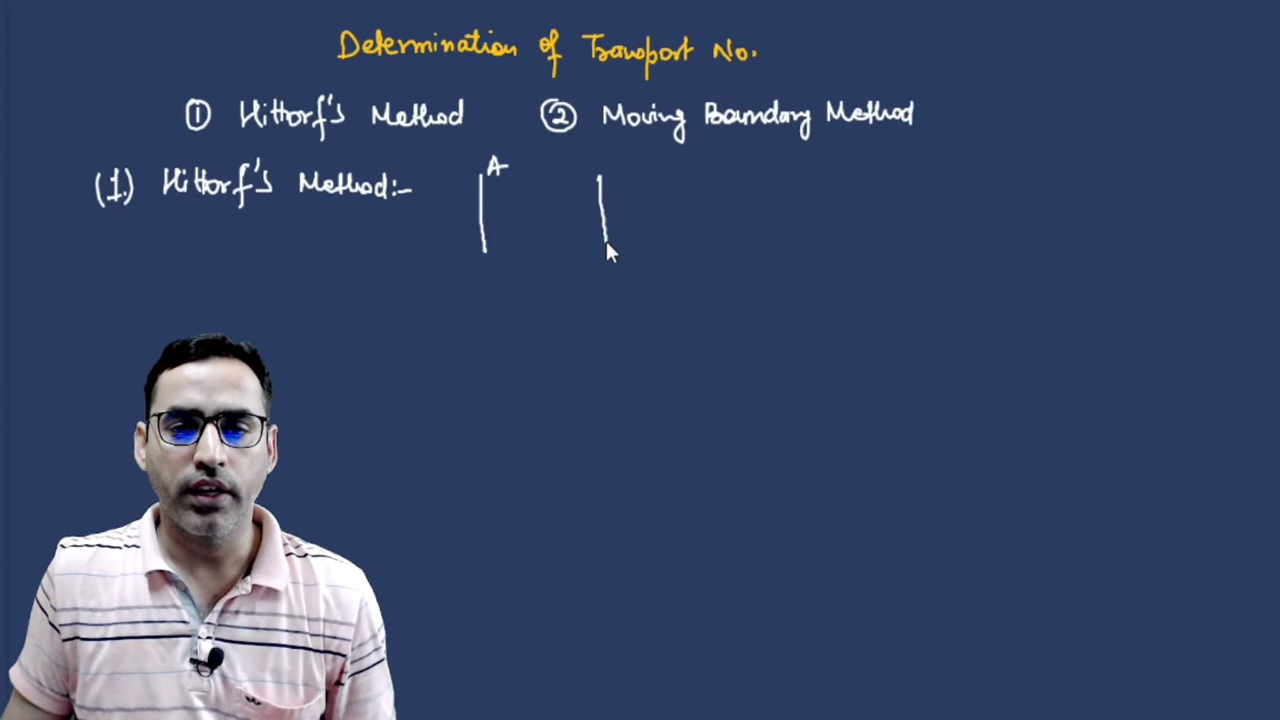 Determination of Transport No.
① Hittorf's Method ② Moving Boundary Method
(1.) Hittorf's Method:-
A